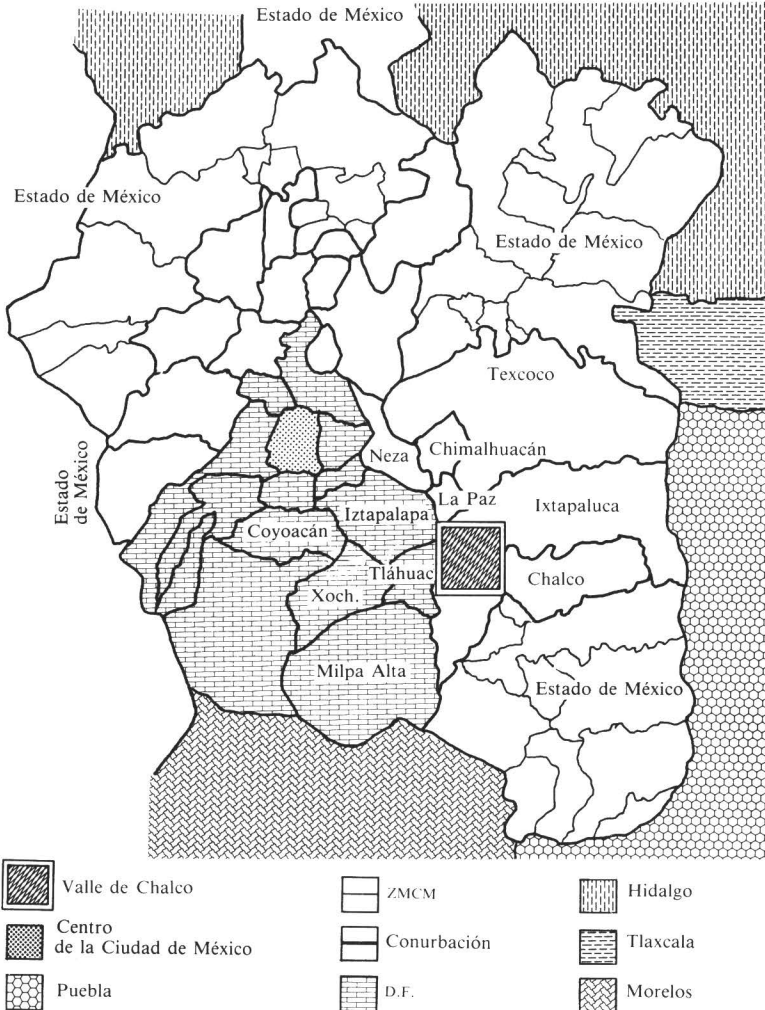 Estado de México
Estado de México
Estado de México
Texcoco
Neza
Chimalhuacán
Estado
de México
La Paz
Iztapalapa
Ixtapaluca
Coyoacán
Tláhuac
Chalco
Xoch.
Milpa Alta
Estado de México
Valle de Chalco
ZMCM
Hidalgo
Centro
de la Ciudad de México
Conurbación
Tlaxcala
Puebla
D.F.
Morelos